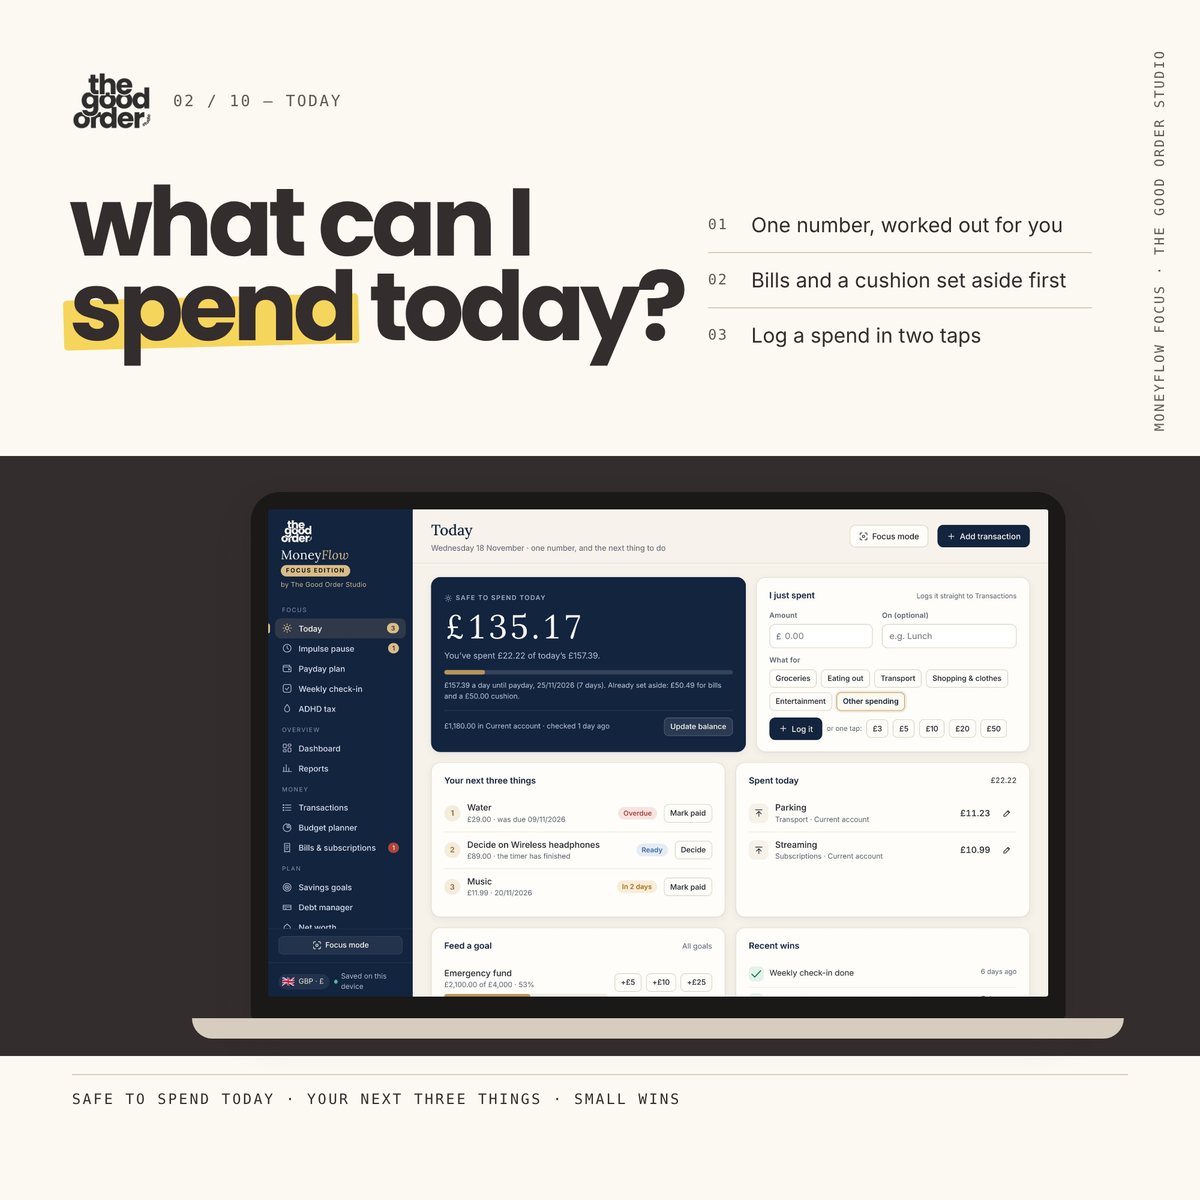 the
good
order
02 / 10 — TODAY
MONEYFLOW FOCUS · THE GOOD ORDER STUDIO
what can I
spend today?
01 One number, worked out for you
02 Bills and a cushion set aside first
03 Log a spend in two taps
the
good
order
MoneyFlow
FOCUS EDITION
by The Good Order Studio
FOCUS
Today 3
Impulse pause 1
Payday plan
Weekly check-in
ADHD tax
OVERVIEW
Dashboard
Reports
MONEY
Transactions
Budget planner
Bills & subscriptions 1
PLAN
Savings goals
Debt manager
Net worth
Focus mode
GBP · £
Saved on this
device
Today
Wednesday 18 November · one number, and the next thing to do
Focus mode
+ Add transaction
SAFE TO SPEND TODAY
£135.17
You've spent £22.22 of today's £157.39.
£157.39 a day until payday, 25/11/2026 (7 days). Already set aside: £50.49 for bills
and a £50.00 cushion.
£1,180.00 in Current account · checked 1 day ago
Update balance
I just spent
Logs it straight to Transactions
Amount
On (optional)
£ 0.00
e.g. Lunch
What for
Groceries
Eating out
Transport
Shopping & clothes
Entertainment
Other spending
+ Log it
or one tap:
£3
£5
£10
£20
£50
Your next three things
1 Water
£29.00 · was due 09/11/2026
Overdue
Mark paid
2 Decide on Wireless headphones
£89.00 · the timer has finished
Ready
Decide
3 Music
£11.99 · 20/11/2026
In 2 days
Mark paid
Spent today
£22.22
Parking
Transport · Current account
£11.23
Streaming
Subscriptions · Current account
£10.99
Feed a goal
All goals
Emergency fund
£2,100.00 of £4,000 · 53%
+£5
+£10
+£25
Recent wins
Weekly check-in done
6 days ago
SAFE TO SPEND TODAY · YOUR NEXT THREE THINGS · SMALL WINS